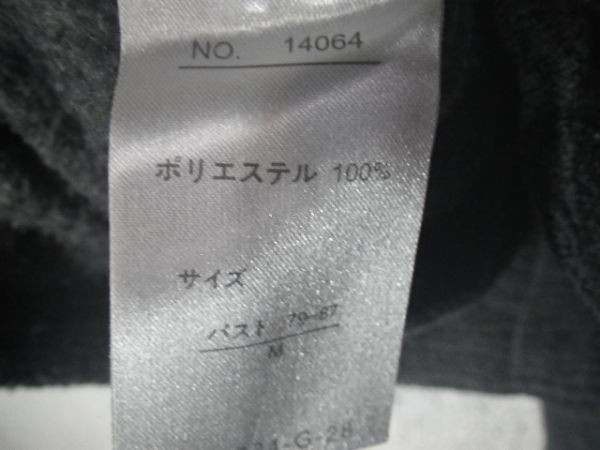 NO. 14064
ポリエステル 100%
サイズ
バスト 79-87
M